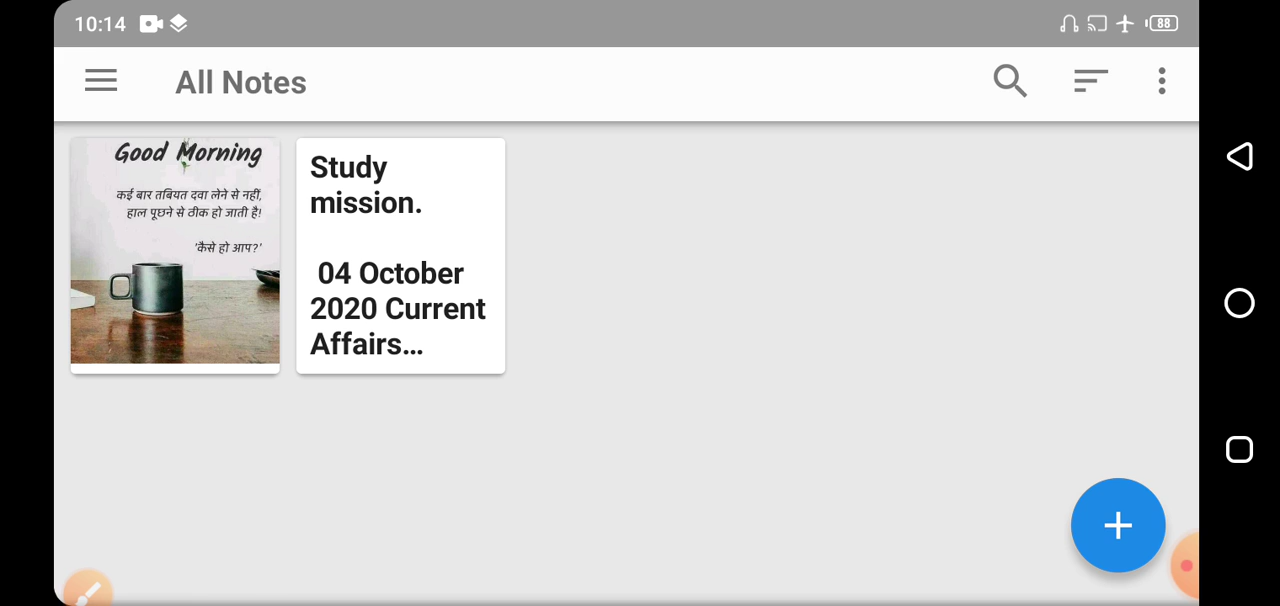 10:14
88
All Notes
Good Morning
कई बार तबियत दवा लेने से नहीं,
हाल पूछने से ठीक हो जाती है!
'कैसे हो आप?'
Study
mission.
04 October
2020 Current
Affairs...